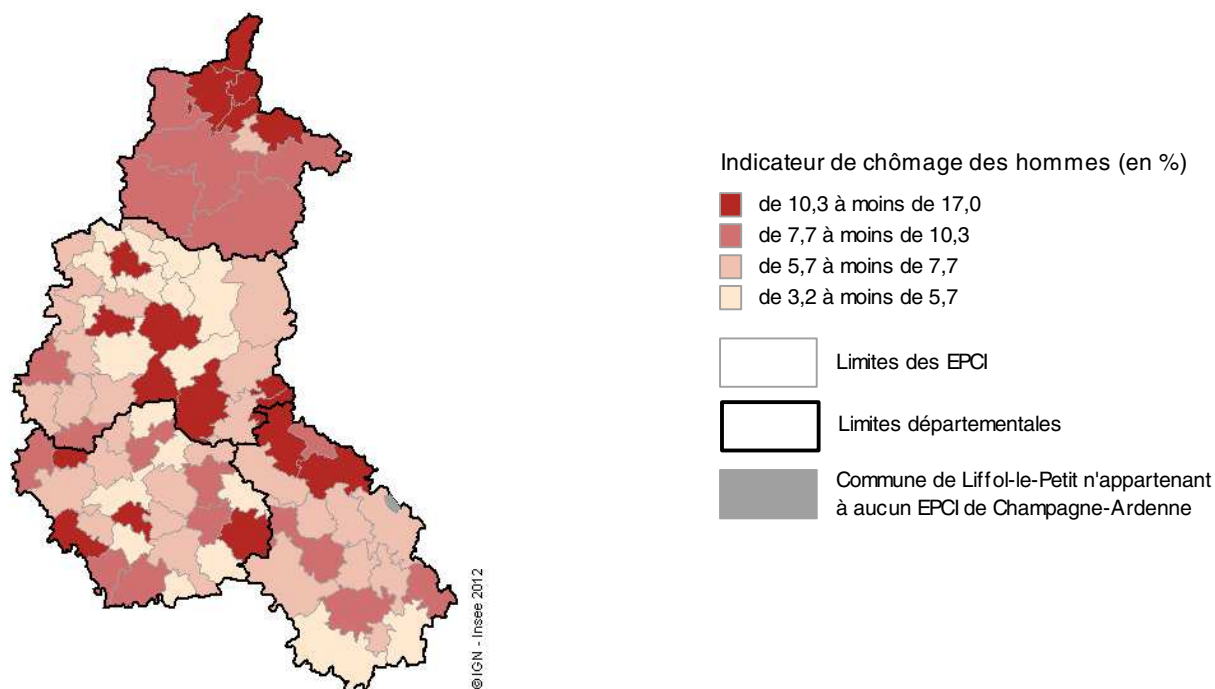 Indicateur de chômage des hommes (en %)
de 10,3 à moins de 17,0
de 7,7 à moins de 10,3
de 5,7 à moins de 7,7
de 3,2 à moins de 5,7
Limites des EPCI
Limites départementales
Commune de Liffol-le-Petit n'appartenant
à aucun EPCI de Champagne-Ardenne
© IGN - Insee 2012